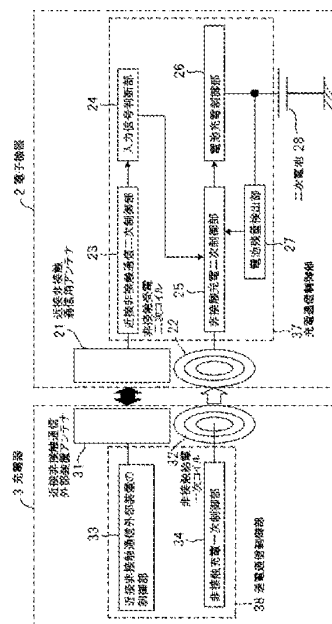 3 充電器
近接非接触通信
外部装置アンテナ
31
33
近接非接触通信外部装置の
制御部
非接触給電
一次コイル
32
34
非接触充電一次制御部
38 送電通信制御部
2 電子機器
21 近接非接触
通信用アンテナ
23
近接非接触通信二次制御部
24
入力信号判断部
非接触受電
二次コイル
22
25
非接触充電二次制御部
26
電池充電制御部
電池残量検出部
27
28
二次電池
37
充電通信制御部